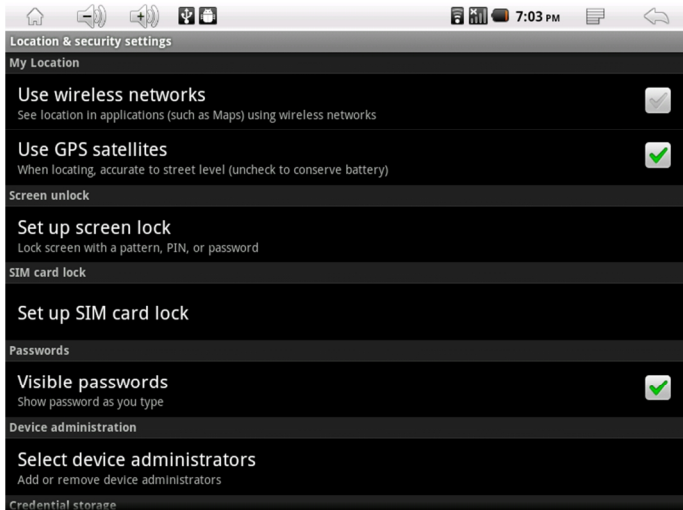 7:03 PM
Location & security settings
My Location
Use wireless networks
See location in applications (such as Maps) using wireless networks
Use GPS satellites
When locating, accurate to street level (uncheck to conserve battery)
Screen unlock
Set up screen lock
Lock screen with a pattern, PIN, or password
SIM card lock
Set up SIM card lock
Passwords
Visible passwords
Show password as you type
Device administration
Select device administrators
Add or remove device administrators
Credential storage